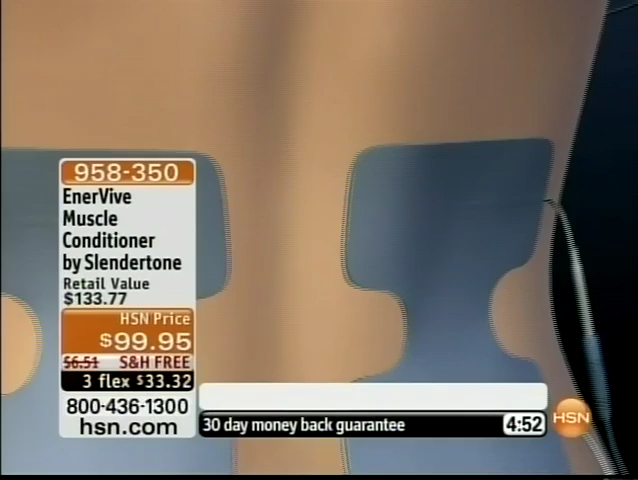 958-350
EnerVive
Muscle
Conditioner
by Slendertone
Retail Value
$133.77
HSN Price
$99.95
$6.51 S&H FREE
3 flex $33.32
800-436-1300
hsn.com
30 day money back guarantee
4:52
HSN